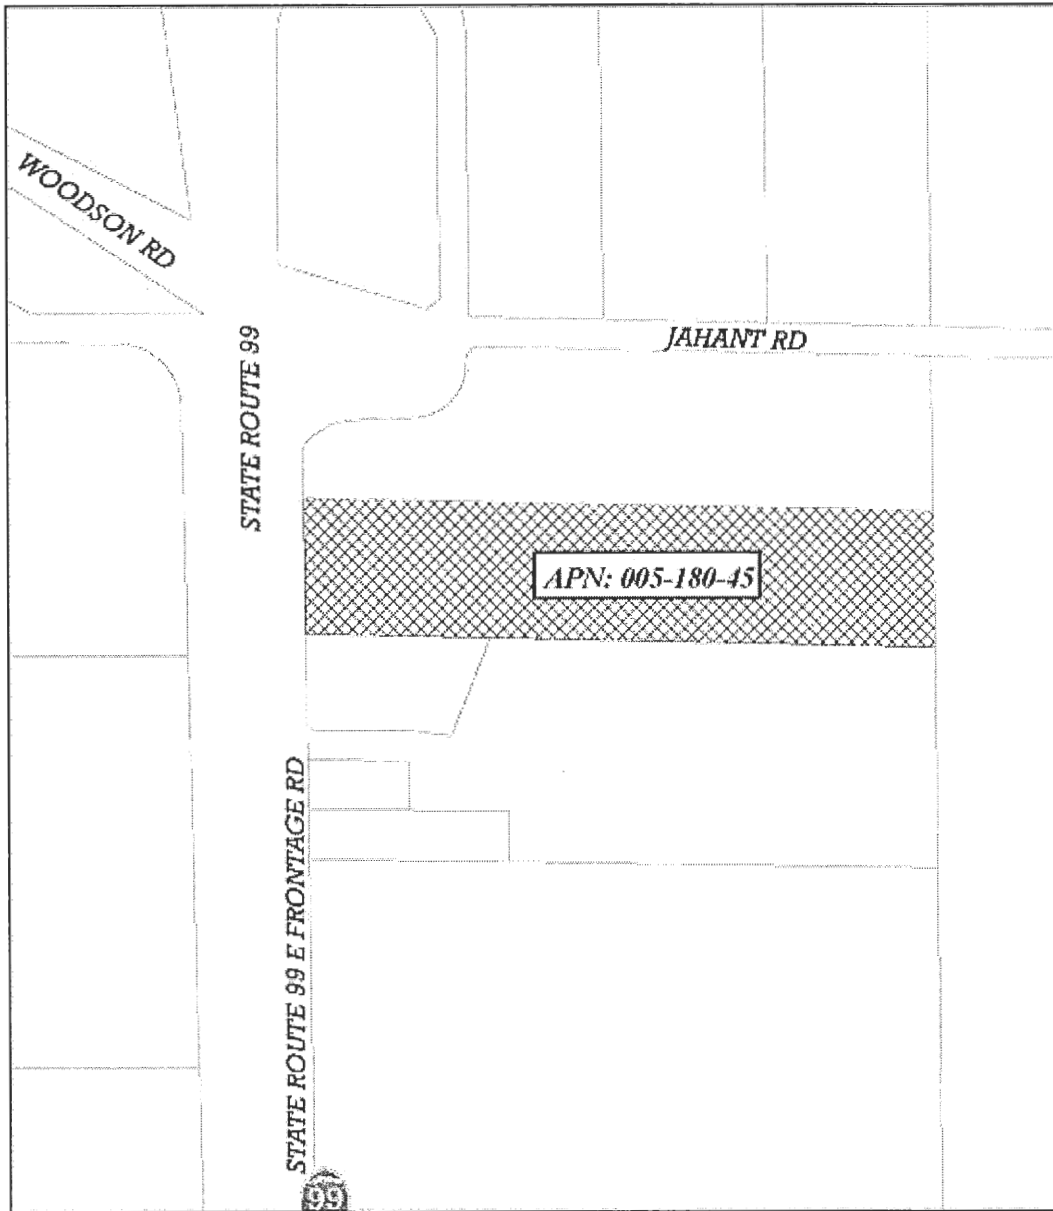 WOODSON RD
STATE ROUTE 99
JAHANT RD
APN: 005-180-45
STATE ROUTE 99 E FRONTAGE RD
99